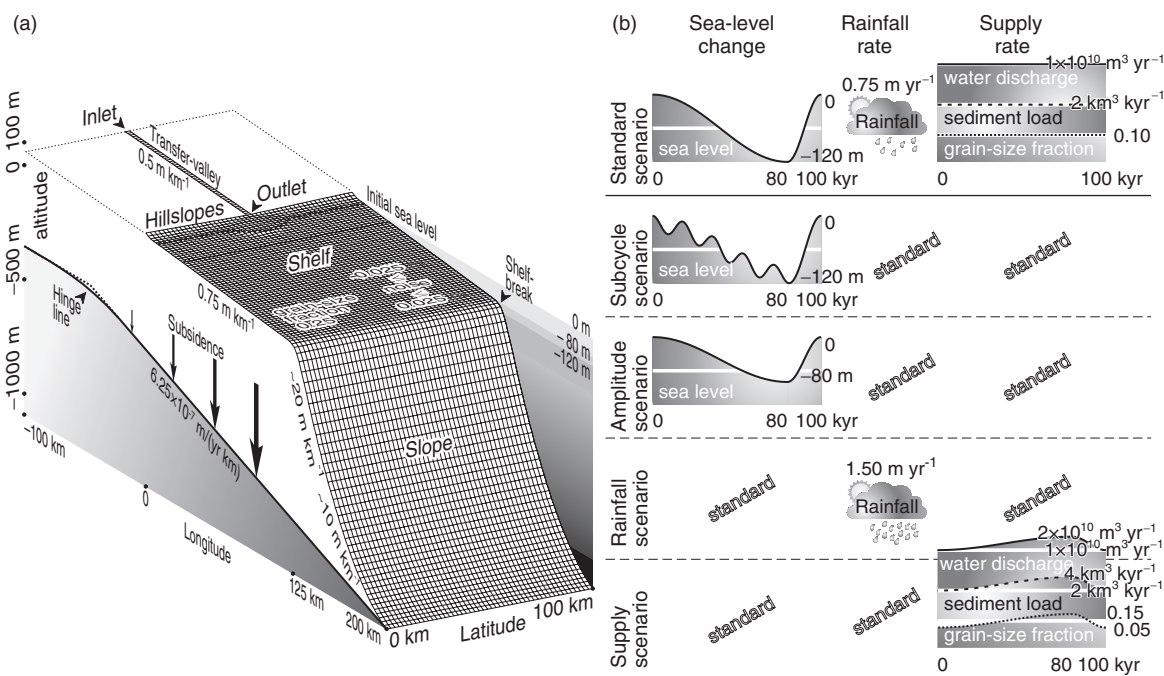 (a)
100 m
0
altitude
−500 m
−1000 m
Inlet
Transfer-valley
0.5 m km⁻¹
Outlet
Hillslopes
Initial sea level
Shelf
Shelf-
break
0.75 m km⁻¹
0.025
0.025
0 m
− 80 m
−120 m
Hinge
line
Subsidence
6.25×10⁻⁷ m/(yr km)
~20 m km⁻¹
~10 m km⁻¹
Slope
−100 km
0
Longitude
125 km
200 km
0 km
Latitude
100 km
(b)
Sea-level
change
Rainfall
rate
Supply
rate
Standard
scenario
sea level
0
−120 m
0
80
100 kyr
0.75 m yr⁻¹
Rainfall
1×10¹⁰ m³ yr⁻¹
water discharge
2 km³ kyr⁻¹
sediment load
0.10
grain-size fraction
0
100 kyr
Subcycle
scenario
sea level
0
−120 m
0
80
100 kyr
standard
standard
Amplitude
scenario
sea level
0
−80 m
0
80
100 kyr
standard
standard
Rainfall
scenario
standard
1.50 m yr⁻¹
Rainfall
standard
Supply
scenario
standard
standard
2×10¹⁰ m³ yr⁻¹
1×10¹⁰ m³ yr⁻¹
water discharge
4 km³ kyr⁻¹
2 km³ kyr⁻¹
sediment load
0.15
0.05
grain-size fraction
0
80
100 kyr